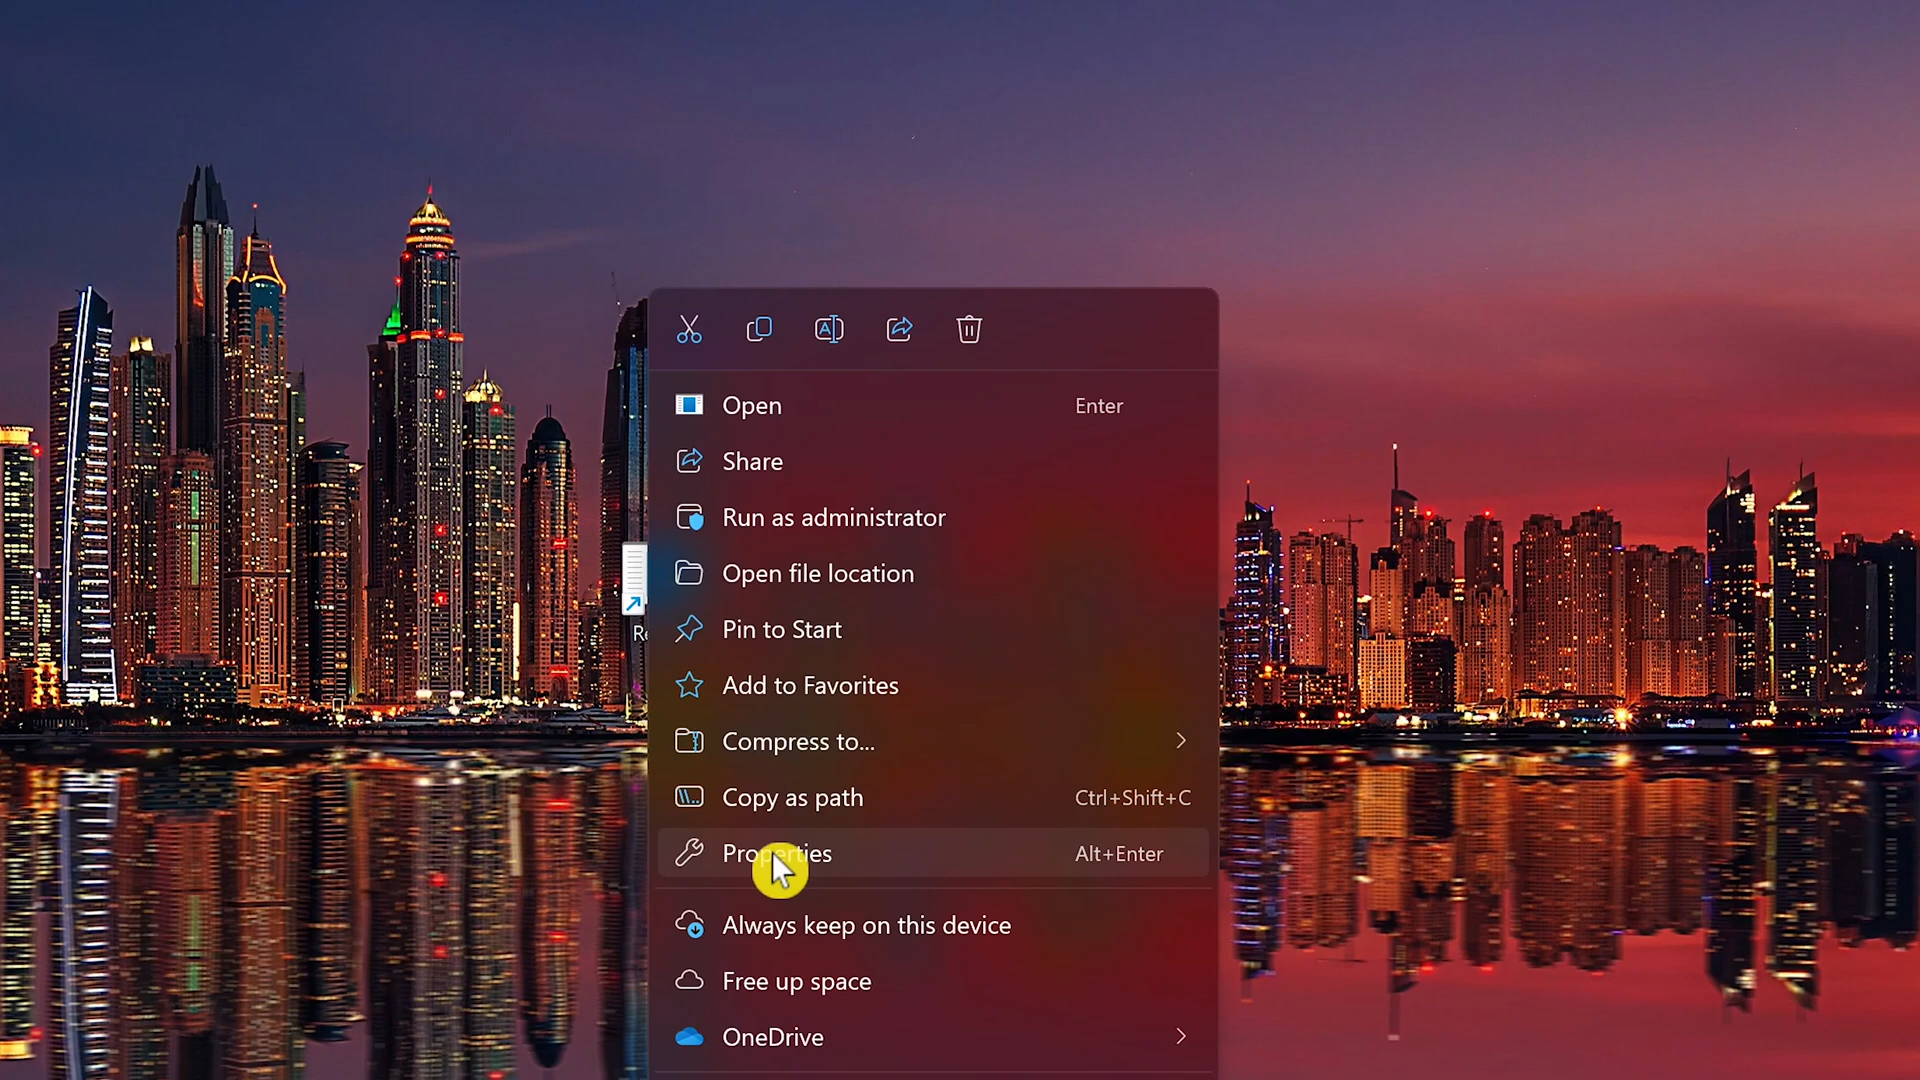 Open Enter
Share
Run as administrator
Open file location
Pin to Start
Add to Favorites
Compress to...
Copy as path Ctrl+Shift+C
Properties Alt+Enter
Always keep on this device
Free up space
OneDrive